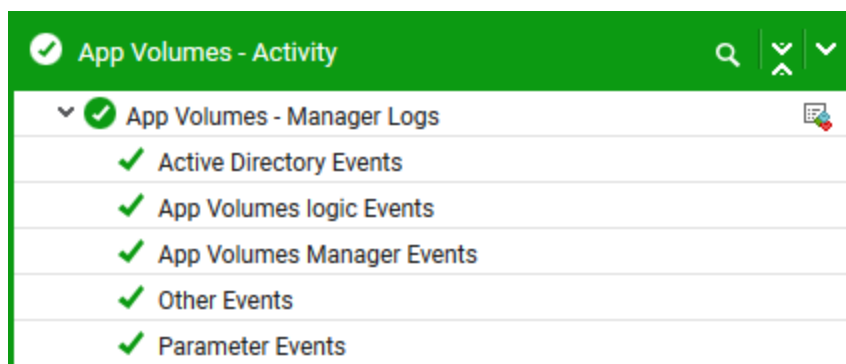 App Volumes - Activity
App Volumes - Manager Logs
Active Directory Events
App Volumes logic Events
App Volumes Manager Events
Other Events
Parameter Events